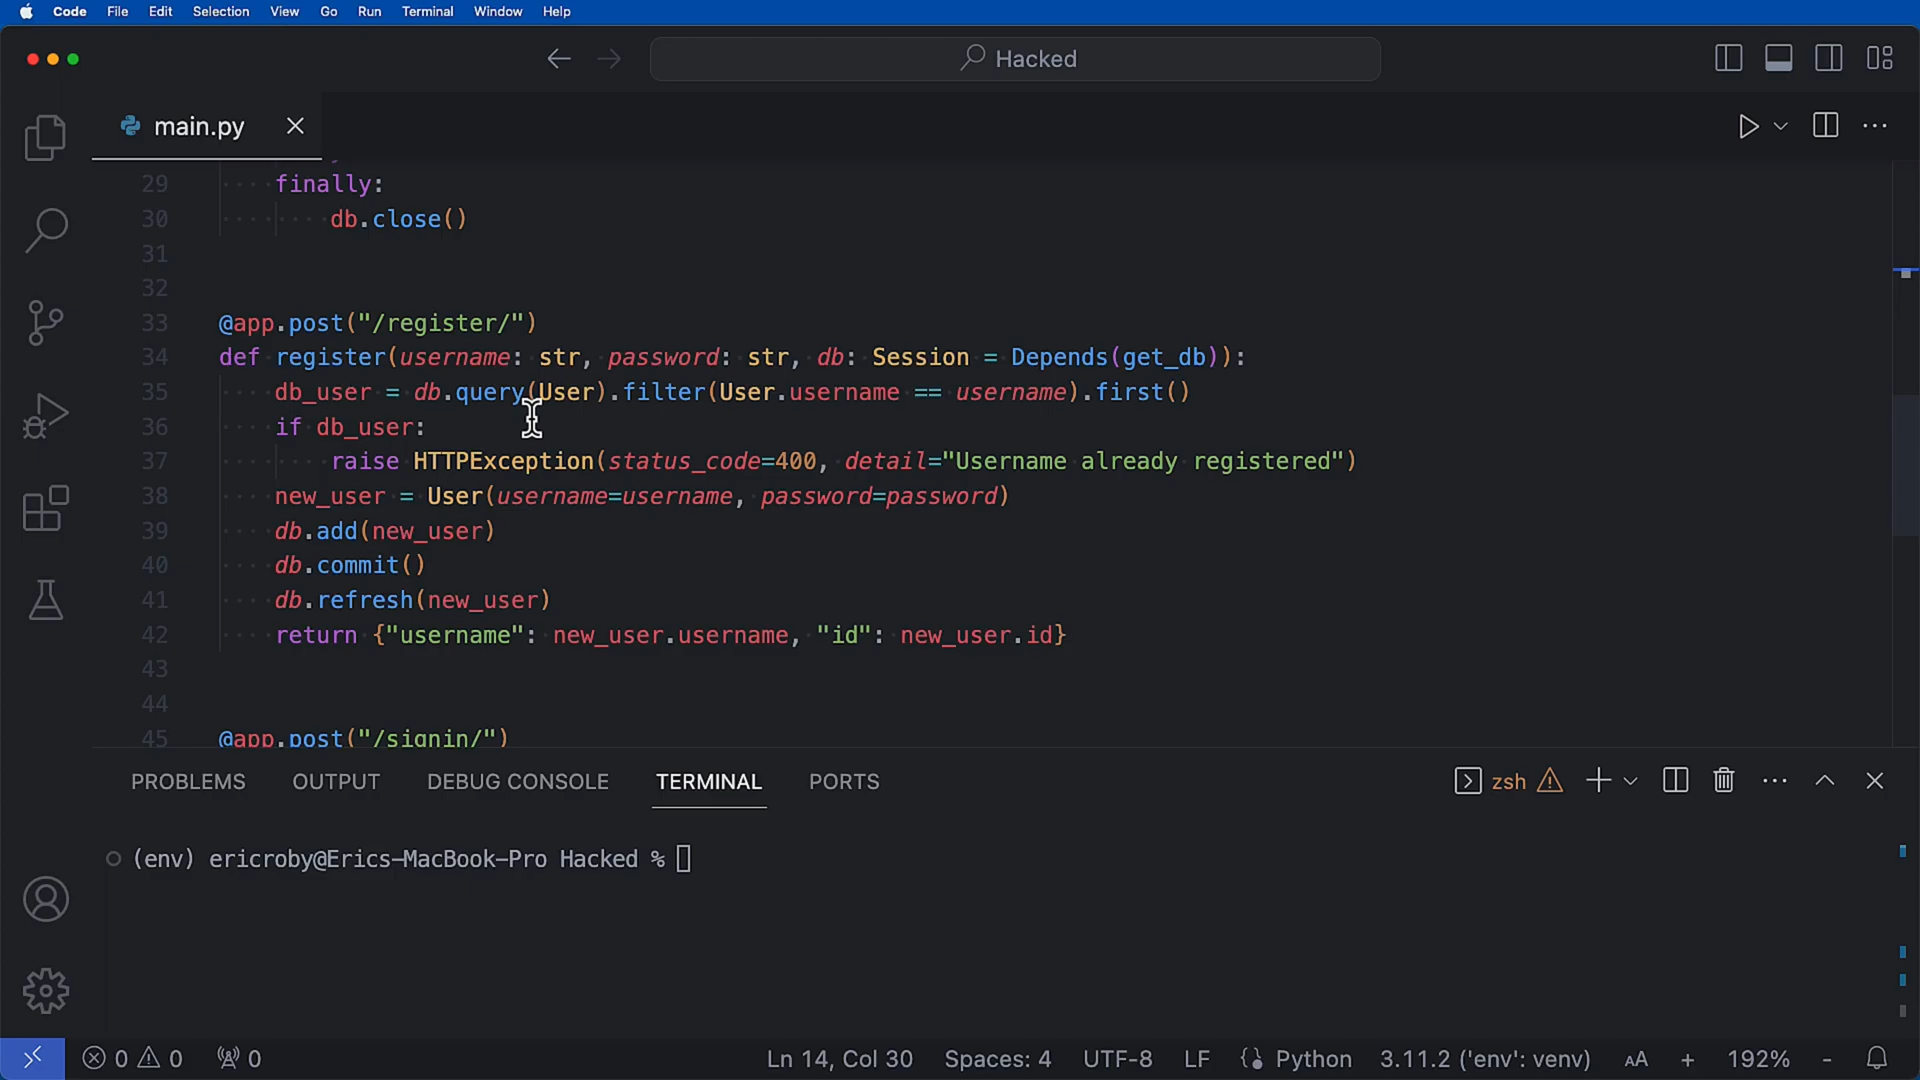 Code File Edit Selection View Go Run Terminal Window Help
Hacked
main.py
29 finally:
30 db.close()
31
32
33 @app.post("/register/")
34 def register(username: str, password: str, db: Session = Depends(get_db)):
35 db_user = db.query(User).filter(User.username == username).first()
36 if db_user:
37 raise HTTPException(status_code=400, detail="Username already registered")
38 new_user = User(username=username, password=password)
39 db.add(new_user)
40 db.commit()
41 db.refresh(new_user)
42 return {"username": new_user.username, "id": new_user.id}
43
44
45 @app.post("/signin/")
PROBLEMS OUTPUT DEBUG CONSOLE TERMINAL PORTS zsh
(env) ericroby@Erics-MacBook-Pro Hacked %
0 0 0 Ln 14, Col 30 Spaces: 4 UTF-8 LF Python 3.11.2 ('env': venv) AA + 192% -